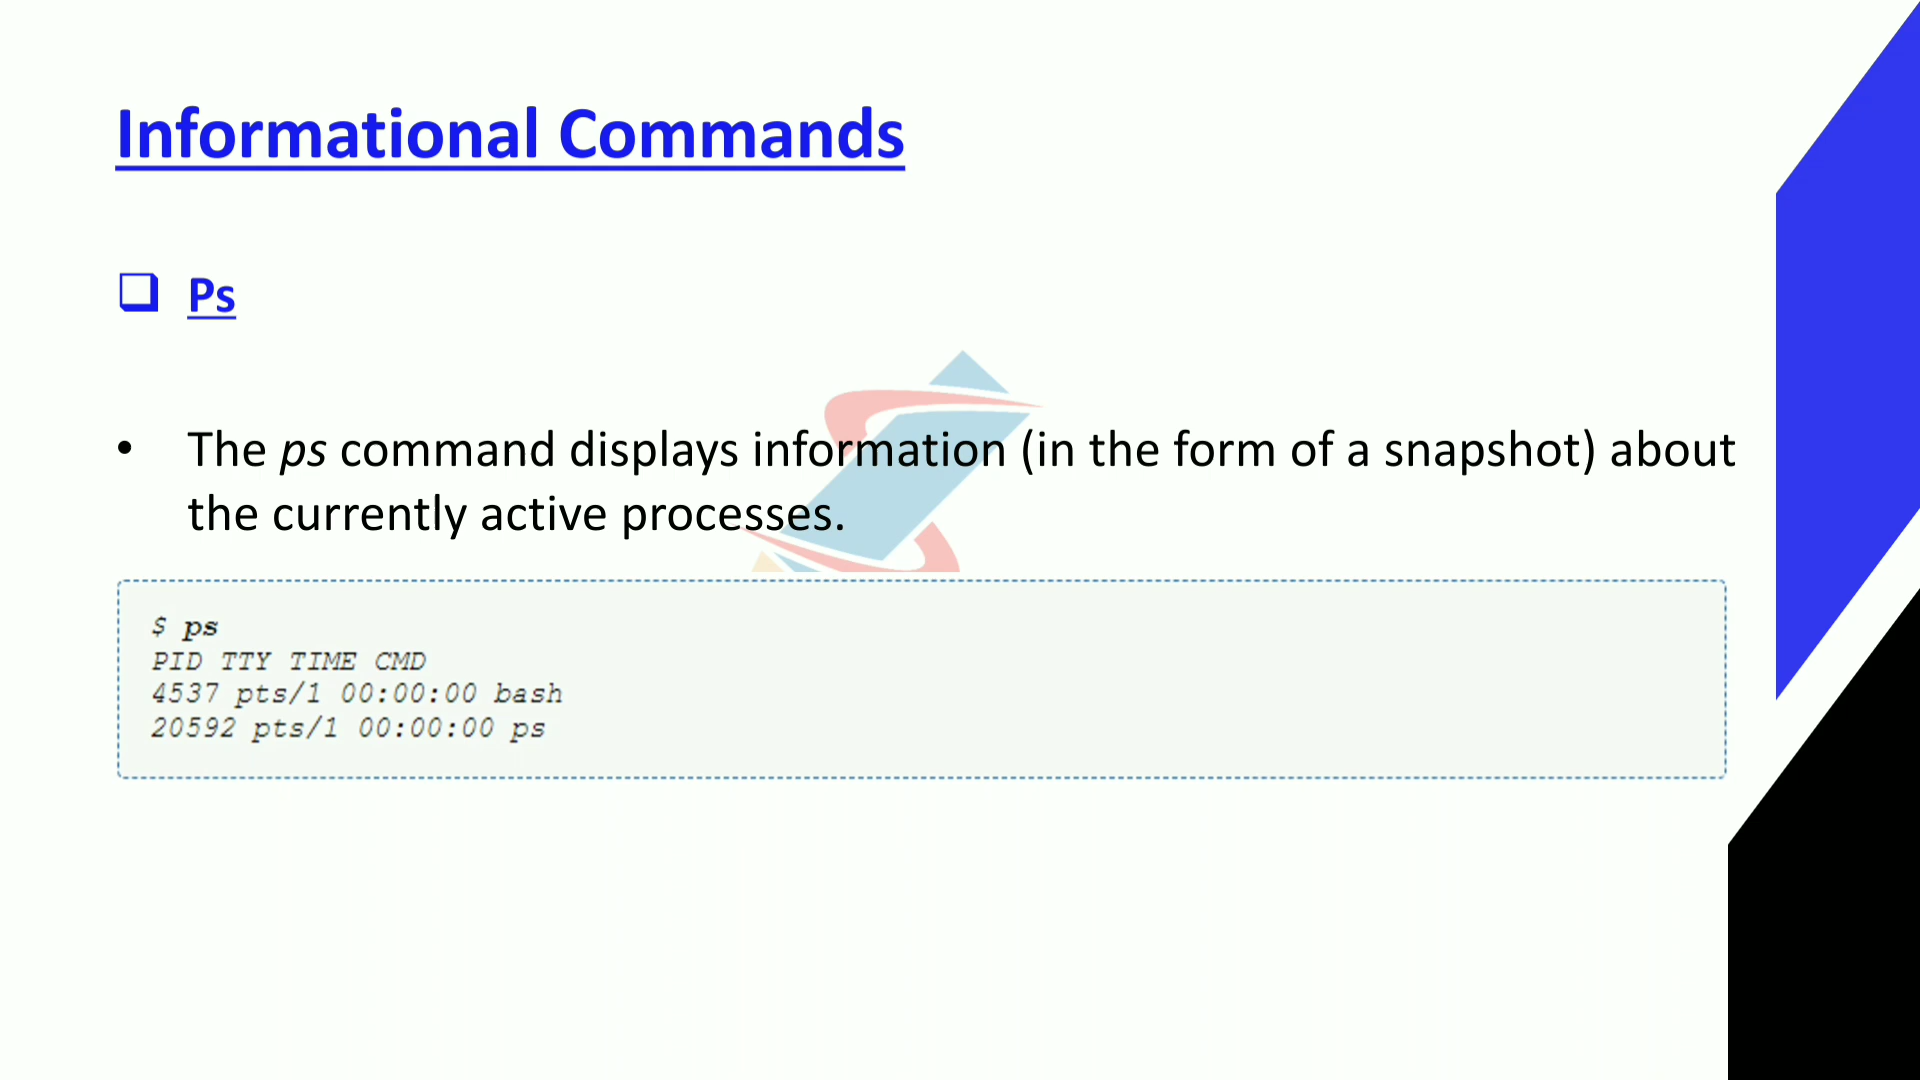 Informational Commands
Ps
• The ps command displays information (in the form of a snapshot) about
the currently active processes.
$ ps
PID TTY TIME CMD
4537 pts/1 00:00:00 bash
20592 pts/1 00:00:00 ps